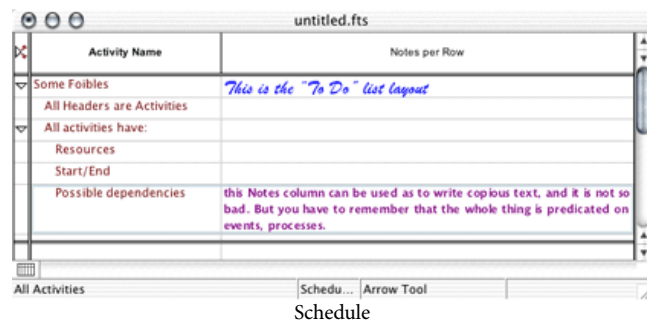 untitled.fts
Activity Name Notes per Row
Some Foibles This is the "To Do" list layout
All Headers are Activities
All activities have:
Resources
Start/End
Possible dependencies this Notes column can be used as to write copious text, and it is not so
bad. But you have to remember that the whole thing is predicated on
events, processes.
All Activities Schedu... Arrow Tool
Schedule